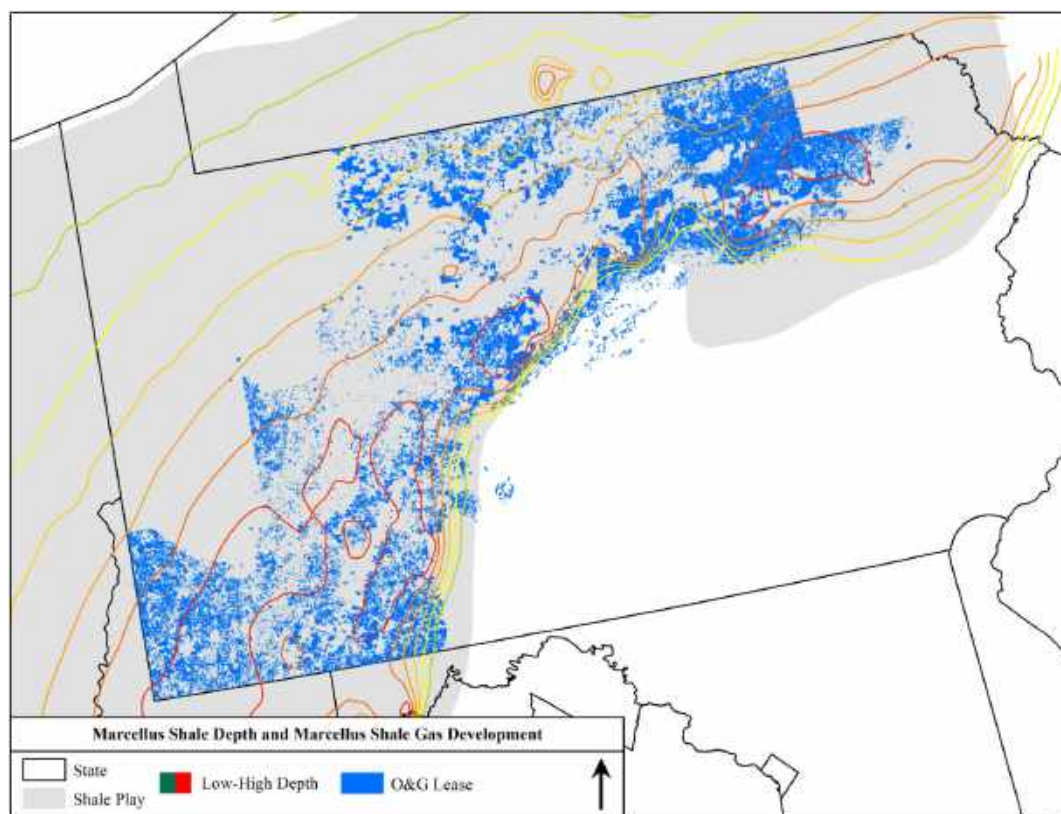 Marcellus Shale Depth and Marcellus Shale Gas Development
State
Low-High Depth
O&G Lease
Shale Play